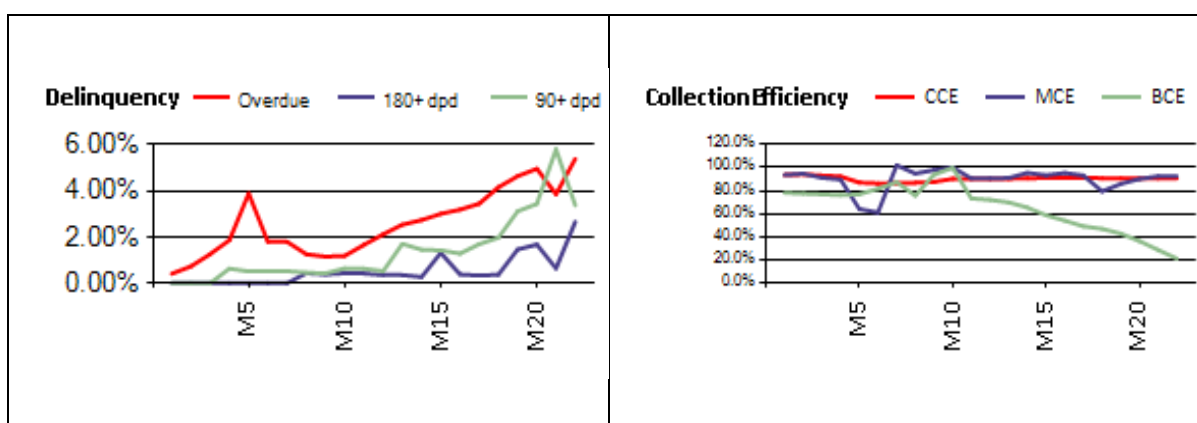 Delinquency Overdue 180+ dpd 90+ dpd
6.00%
4.00%
2.00%
0.00%
M5 M10 M15 M20
Collection Efficiency CCE MCE BCE
120.0%
100.0%
80.0%
60.0%
40.0%
20.0%
0.0%
M5 M10 M15 M20